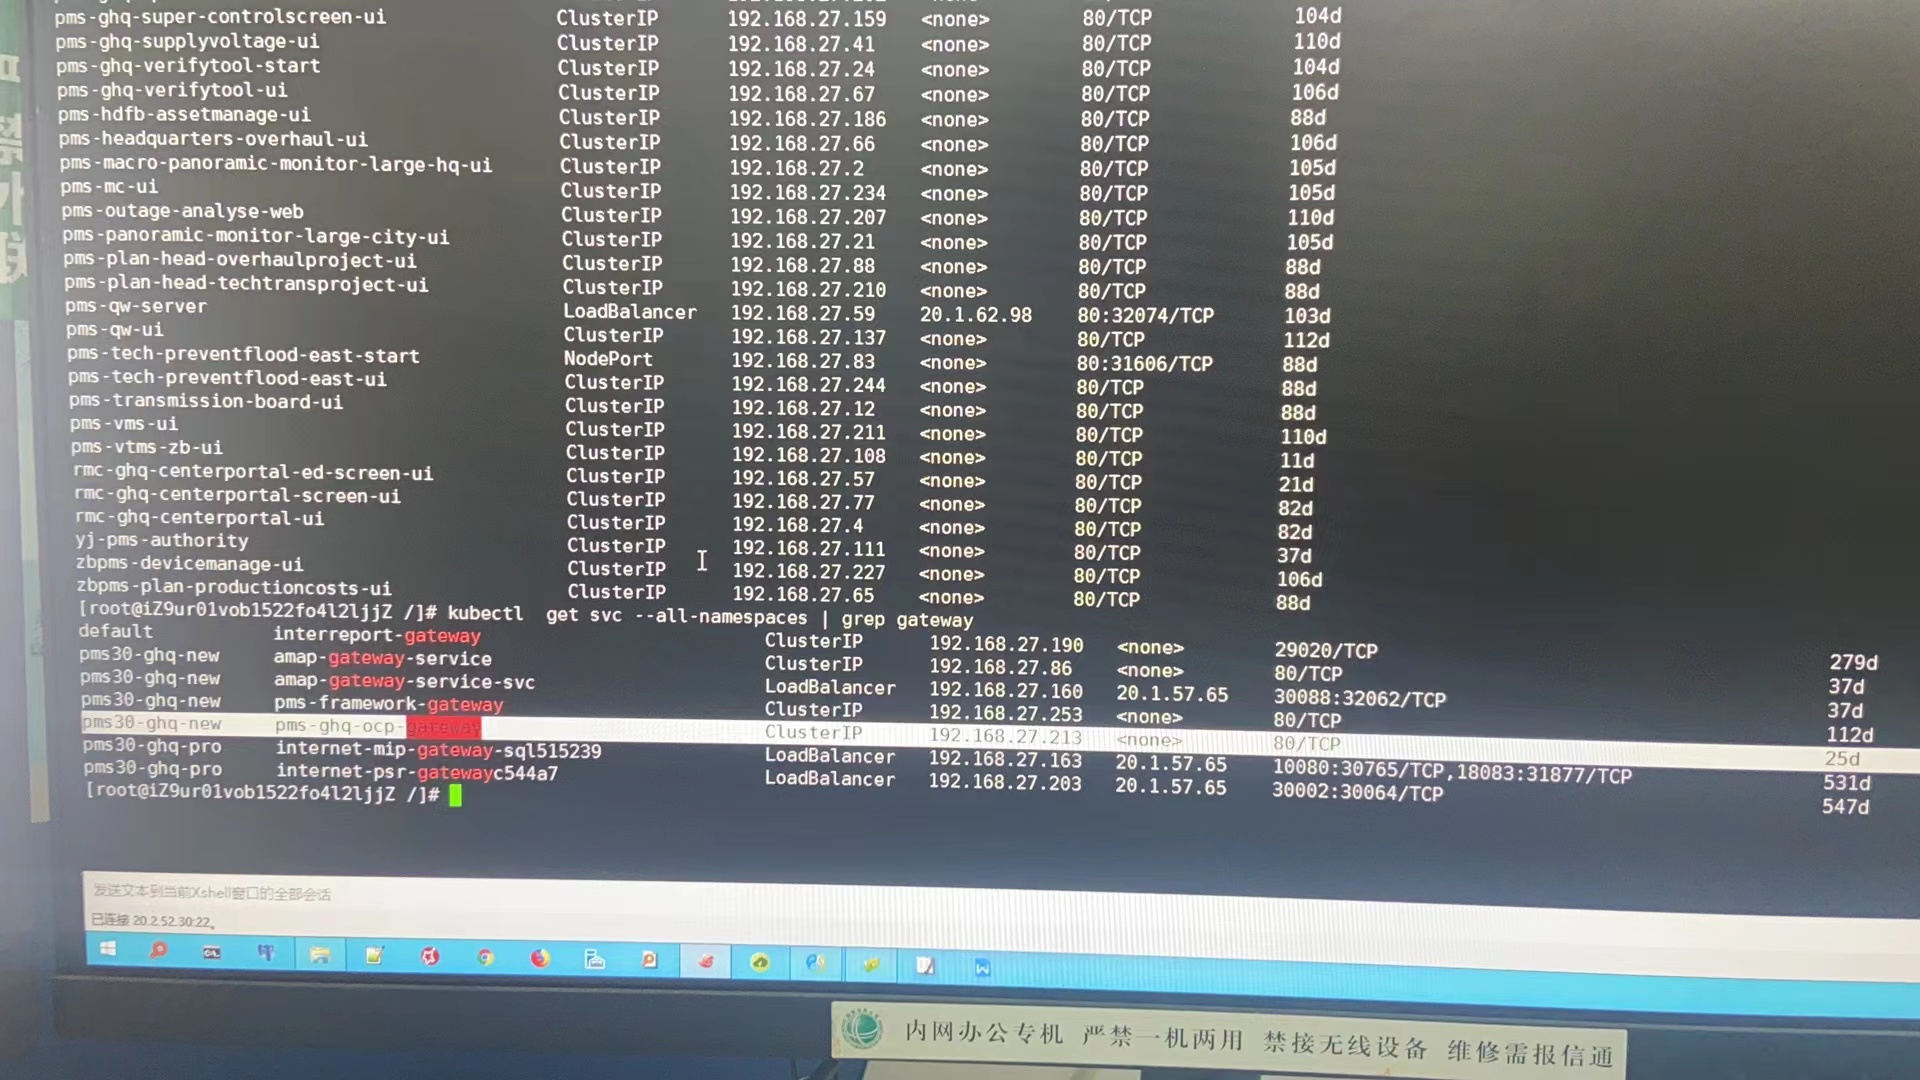 pms-ghq-super-controlscreen-ui ClusterIP 192.168.27.159 <none> 80/TCP 104d
pms-ghq-supplyvoltage-ui ClusterIP 192.168.27.41 <none> 80/TCP 110d
pms-ghq-verifytool-start ClusterIP 192.168.27.24 <none> 80/TCP 104d
pms-ghq-verifytool-ui ClusterIP 192.168.27.67 <none> 80/TCP 106d
pms-hdfb-assetmanage-ui ClusterIP 192.168.27.186 <none> 80/TCP 88d
pms-headquarters-overhaul-ui ClusterIP 192.168.27.66 <none> 80/TCP 106d
pms-macro-panoramic-monitor-large-hq-ui ClusterIP 192.168.27.2 <none> 80/TCP 105d
pms-mc-ui ClusterIP 192.168.27.234 <none> 80/TCP 105d
pms-outage-analyse-web ClusterIP 192.168.27.207 <none> 80/TCP 110d
pms-panoramic-monitor-large-city-ui ClusterIP 192.168.27.21 <none> 80/TCP 105d
pms-plan-head-overhaulproject-ui ClusterIP 192.168.27.88 <none> 80/TCP 88d
pms-plan-head-techtransproject-ui ClusterIP 192.168.27.210 <none> 80/TCP 88d
pms-qw-server LoadBalancer 192.168.27.59 20.1.62.98 80:32074/TCP 103d
pms-qw-ui ClusterIP 192.168.27.137 <none> 80/TCP 112d
pms-tech-preventflood-east-start NodePort 192.168.27.83 <none> 80:31606/TCP 88d
pms-tech-preventflood-east-ui ClusterIP 192.168.27.244 <none> 80/TCP 88d
pms-transmission-board-ui ClusterIP 192.168.27.12 <none> 80/TCP 88d
pms-vms-ui ClusterIP 192.168.27.211 <none> 80/TCP 110d
pms-vtms-zb-ui ClusterIP 192.168.27.108 <none> 80/TCP 11d
rmc-ghq-centerportal-ed-screen-ui ClusterIP 192.168.27.57 <none> 80/TCP 21d
rmc-ghq-centerportal-screen-ui ClusterIP 192.168.27.77 <none> 80/TCP 82d
rmc-ghq-centerportal-ui ClusterIP 192.168.27.4 <none> 80/TCP 82d
yj-pms-authority ClusterIP 192.168.27.111 <none> 80/TCP 37d
zbpms-devicemanage-ui ClusterIP 192.168.27.227 <none> 80/TCP 106d
zbpms-plan-productioncosts-ui ClusterIP 192.168.27.65 <none> 80/TCP 88d
[root@iZ9ur01vob1522fo4l2ljjZ /]# kubectl  get svc --all-namespaces | grep gateway
default interreport-gateway ClusterIP 192.168.27.190 <none> 29020/TCP 279d
pms30-ghq-new amap-gateway-service ClusterIP 192.168.27.86 <none> 80/TCP 37d
pms30-ghq-new amap-gateway-service-svc LoadBalancer 192.168.27.160 20.1.57.65 30088:32062/TCP 37d
pms30-ghq-new pms-framework-gateway ClusterIP 192.168.27.253 <none> 80/TCP 112d
pms30-ghq-new pms-ghq-ocp-gateway ClusterIP 192.168.27.213 <none> 80/TCP 25d
pms30-ghq-pro internet-mip-gateway-sql515239 LoadBalancer 192.168.27.163 20.1.57.65 10080:30765/TCP,18083:31877/TCP 531d
pms30-ghq-pro internet-psr-gatewayc544a7 LoadBalancer 192.168.27.203 20.1.57.65 30002:30064/TCP 547d
[root@iZ9ur01vob1522fo4l2ljjZ /]#
发送文本到当前Xshell窗口的全部会话
已连接 20.2.52.30:22。
内网办公专机 严禁一机两用 禁接无线设备 维修需报信通